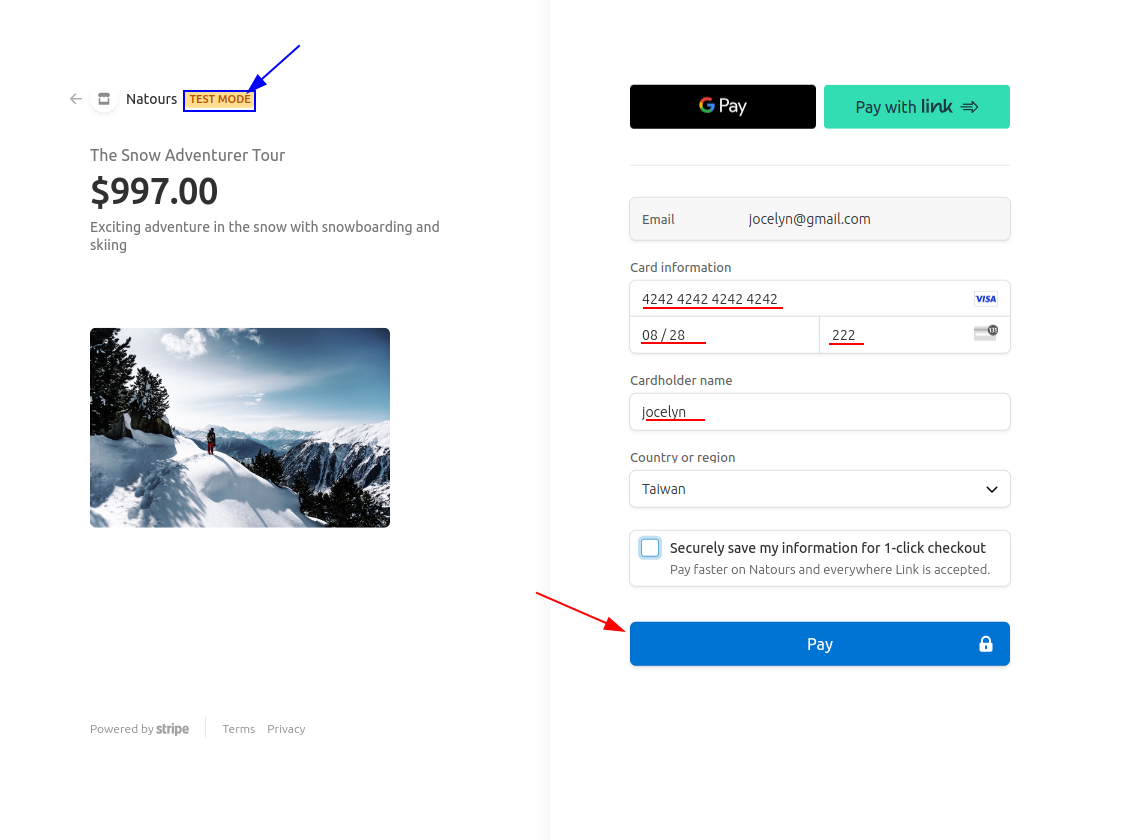 Natours TEST MODE
The Snow Adventurer Tour
$997.00
Exciting adventure in the snow with snowboarding and
skiing
Powered by stripe
Terms Privacy
G Pay
Pay with link
Email jocelyn@gmail.com
Card information
4242 4242 4242 4242 VISA
08 / 28 222
Cardholder name
jocelyn
Country or region
Taiwan
Securely save my information for 1-click checkout
Pay faster on Natours and everywhere Link is accepted.
Pay